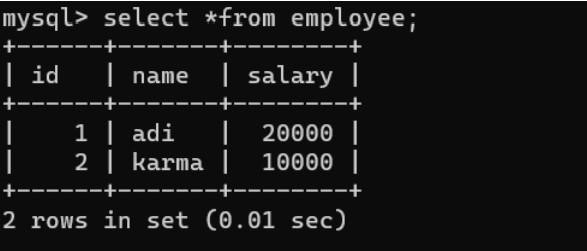 mysql> select *from employee;
+------+-------+--------+
| id   | name  | salary |
+------+-------+--------+
|    1 | adi   |  20000 |
|    2 | karma |  10000 |
+------+-------+--------+
2 rows in set (0.01 sec)